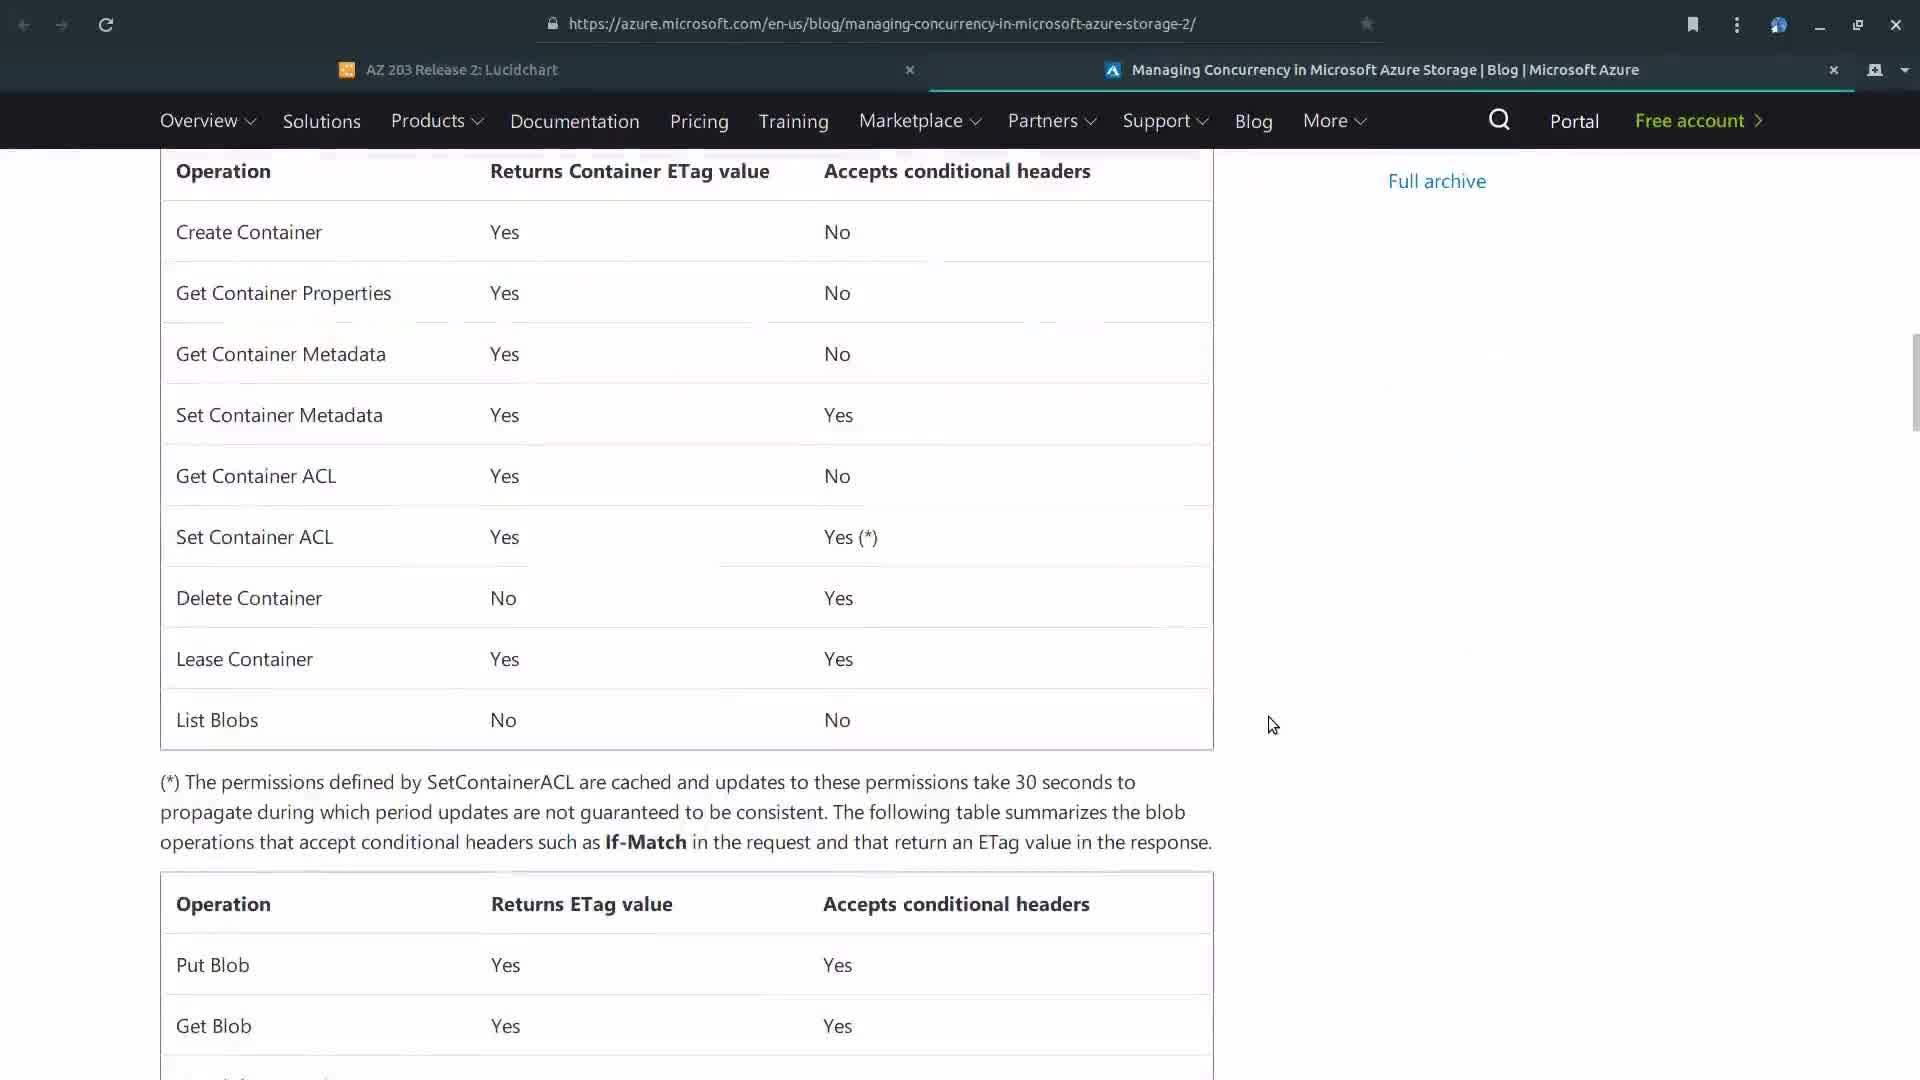 https://azure.microsoft.com/en-us/blog/managing-concurrency-in-microsoft-azure-storage-2/
AZ 203 Release 2: Lucidchart
Managing Concurrency in Microsoft Azure Storage | Blog | Microsoft Azure
Overview Solutions Products Documentation Pricing Training Marketplace Partners Support Blog More Portal Free account
Operation Returns Container ETag value Accepts conditional headers
Full archive
Create Container Yes No
Get Container Properties Yes No
Get Container Metadata Yes No
Set Container Metadata Yes Yes
Get Container ACL Yes No
Set Container ACL Yes Yes (*)
Delete Container No Yes
Lease Container Yes Yes
List Blobs No No
(*) The permissions defined by SetContainerACL are cached and updates to these permissions take 30 seconds to
propagate during which period updates are not guaranteed to be consistent. The following table summarizes the blob
operations that accept conditional headers such as If-Match in the request and that return an ETag value in the response.
Operation Returns ETag value Accepts conditional headers
Put Blob Yes Yes
Get Blob Yes Yes